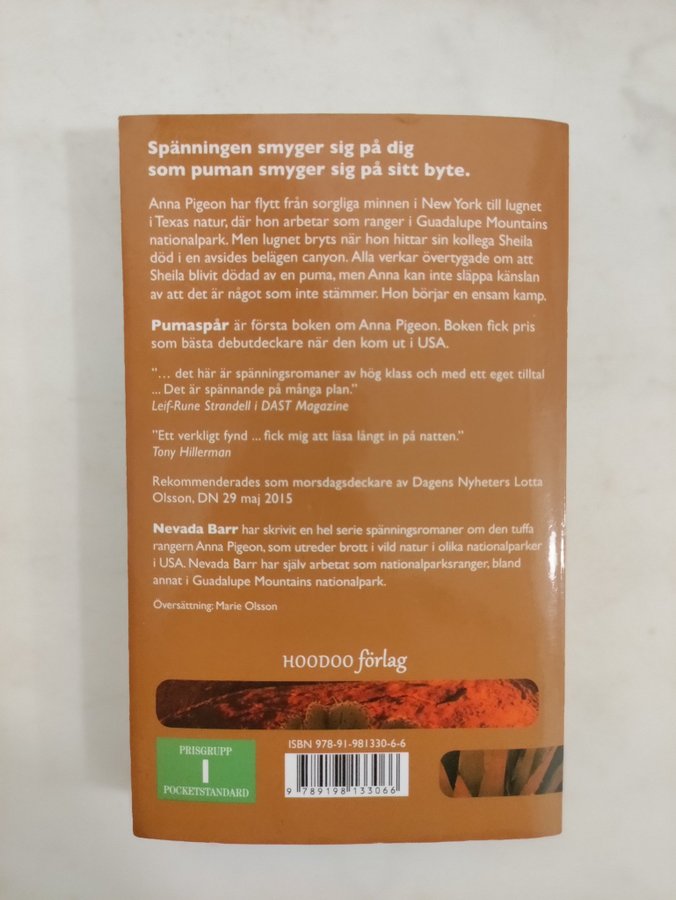 Spänningen smyger sig på dig
som puman smyger sig på sitt byte.
Anna Pigeon har flytt från sorgliga minnen i New York till lugnet
i Texas natur, där hon arbetar som ranger i Guadalupe Mountains
nationalpark. Men lugnet bryts när hon hittar sin kollega Sheila
död i en avsides belägen canyon. Alla verkar övertygade om att
Sheila blivit dödad av en puma, men Anna kan inte släppa känslan
av att det är något som inte stämmer. Hon börjar en ensam kamp.
Pumaspår är första boken om Anna Pigeon. Boken fick pris
som bästa debutdeckare när den kom ut i USA.
"... det här är spänningsromaner av hög klass och med ett eget tilltal
... Det är spännande på många plan."
Leif-Rune Strandell i DAST Magazine
"Ett verkligt fynd ... fick mig att läsa långt in på natten."
Tony Hillerman
Rekommenderades som morsdagsdeckare av Dagens Nyheters Lotta
Olsson, DN 29 maj 2015
Nevada Barr har skrivit en hel serie spänningsromaner om den tuffa
rangern Anna Pigeon, som utreder brott i vild natur i olika nationalparker
i USA. Nevada Barr har själv arbetat som nationalparksranger, bland
annat i Guadalupe Mountains nationalpark.
Översättning: Marie Olsson
HOODOO förlag
PRISGRUPP
1
POCKETSTANDARD
ISBN 978-91-981330-6-6
9 789198 133066